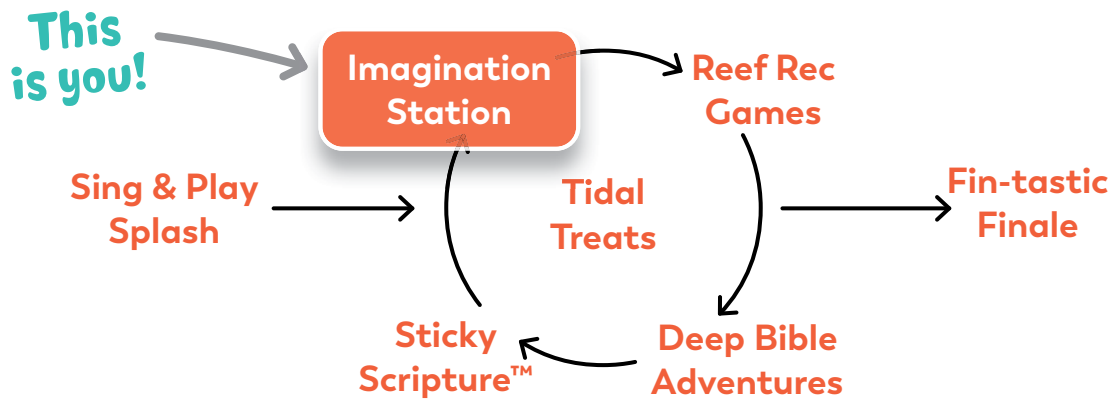 This
is you!
Imagination
Station
Reef Rec
Games
Sing & Play
Splash
Tidal
Treats
Fin-tastic
Finale
Sticky
Scripture™
Deep Bible
Adventures